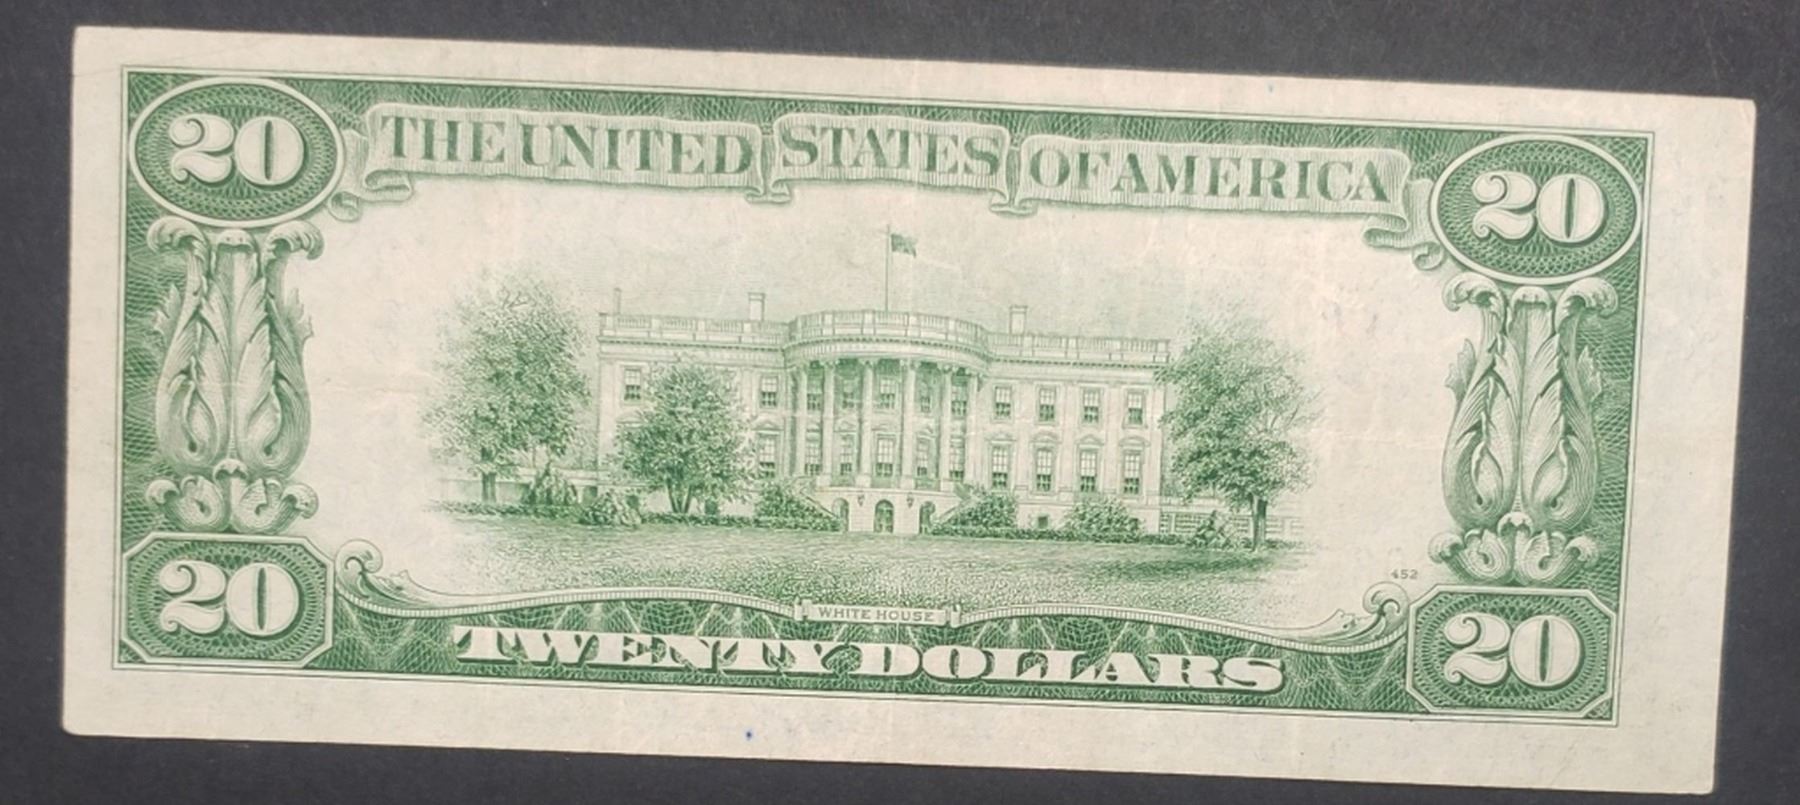 20 THE UNITED STATES OF AMERICA 20
452
WHITE HOUSE
20 TWENTY DOLLARS 20